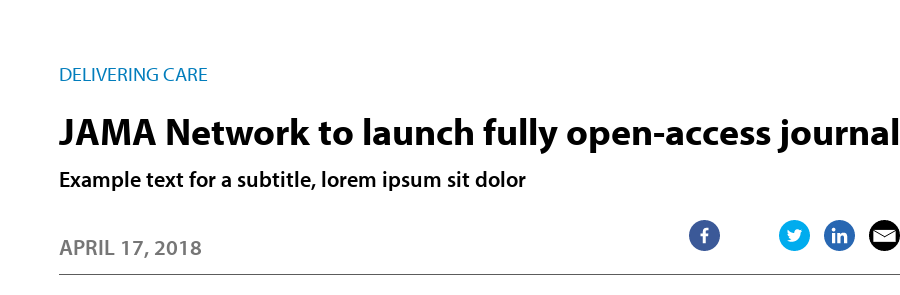 DELIVERING CARE
JAMA Network to launch fully open-access journal
Example text for a subtitle, lorem ipsum sit dolor
APRIL 17, 2018